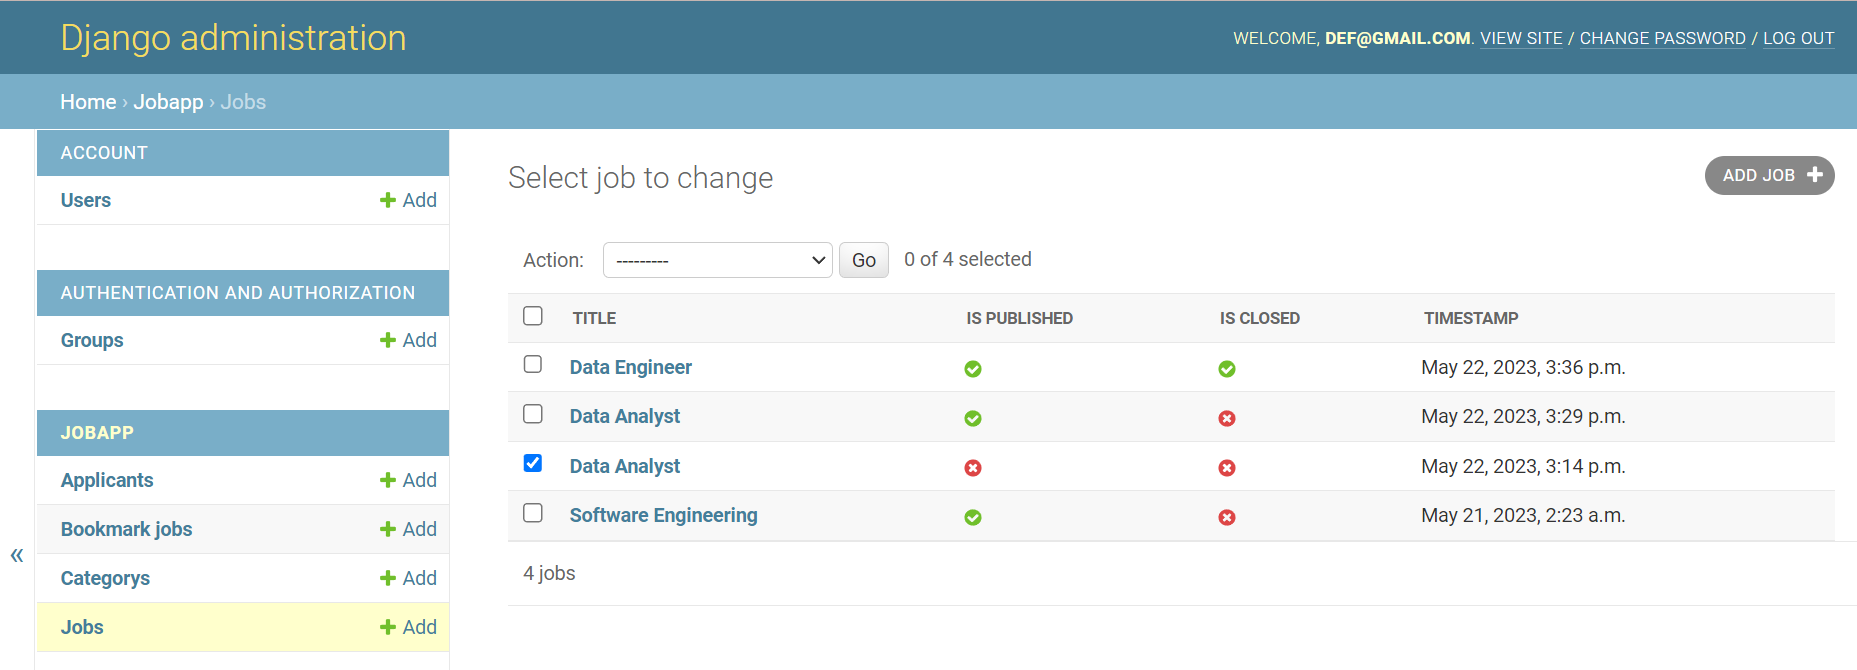 Django administration
WELCOME, DEF@GMAIL.COM. VIEW SITE / CHANGE PASSWORD / LOG OUT
Home › Jobapp › Jobs
ACCOUNT
Users
Add
AUTHENTICATION AND AUTHORIZATION
Groups
Add
JOBAPP
Applicants
Add
Bookmark jobs
Add
Categorys
Add
Jobs
Add
«
Select job to change
ADD JOB
Action: --------- Go 0 of 4 selected
TITLE IS PUBLISHED IS CLOSED TIMESTAMP
Data Engineer May 22, 2023, 3:36 p.m.
Data Analyst May 22, 2023, 3:29 p.m.
Data Analyst May 22, 2023, 3:14 p.m.
Software Engineering May 21, 2023, 2:23 a.m.
4 jobs